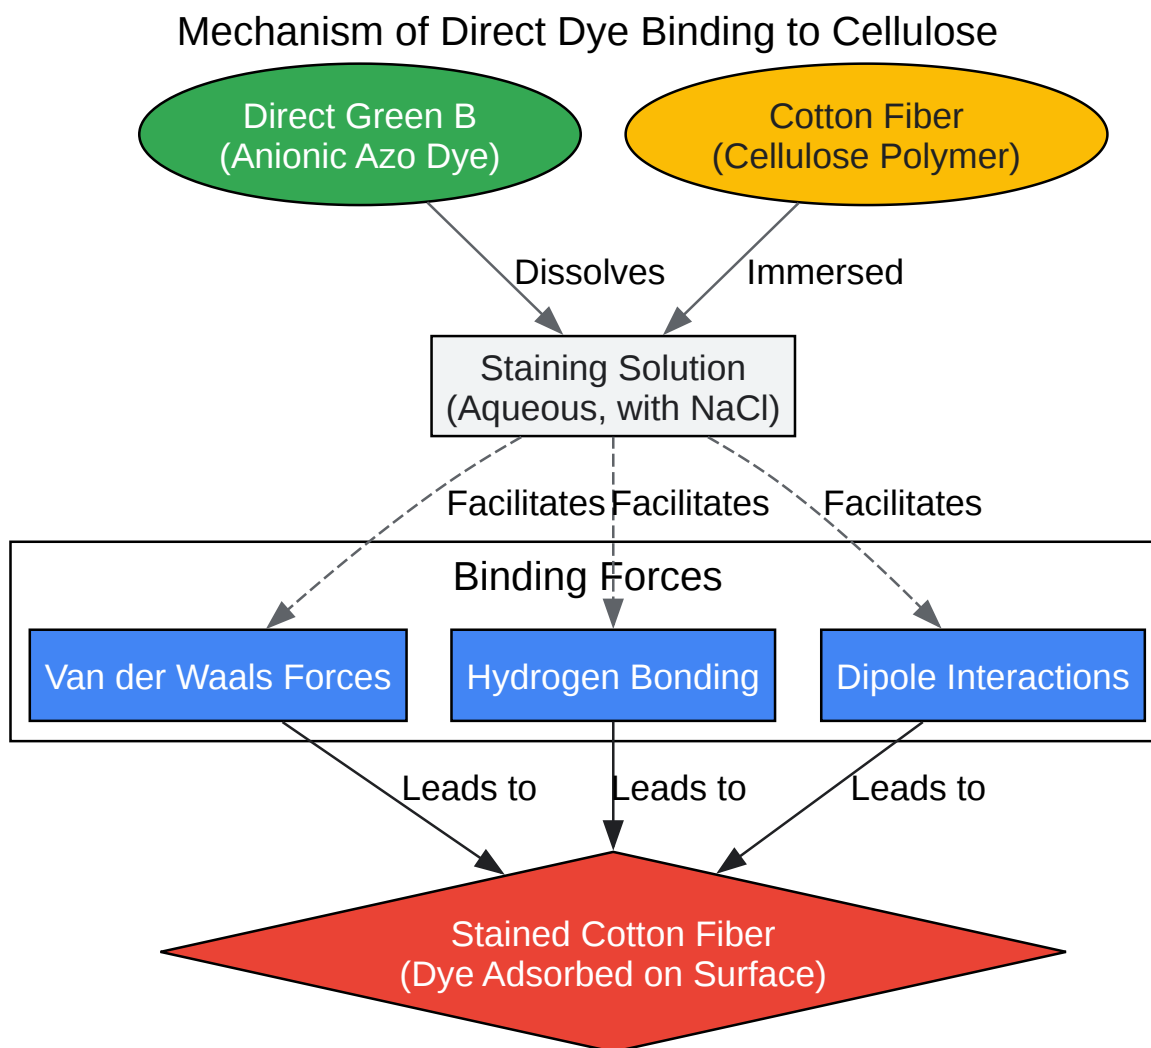 Mechanism of Direct Dye Binding to Cellulose
Direct Green B
(Anionic Azo Dye)
Cotton Fiber
(Cellulose Polymer)
Dissolves
Immersed
Staining Solution
(Aqueous, with NaCl)
Facilitates
Facilitates
Facilitates
Binding Forces
Van der Waals Forces
Hydrogen Bonding
Dipole Interactions
Leads to
Leads to
Leads to
Stained Cotton Fiber
(Dye Adsorbed on Surface)